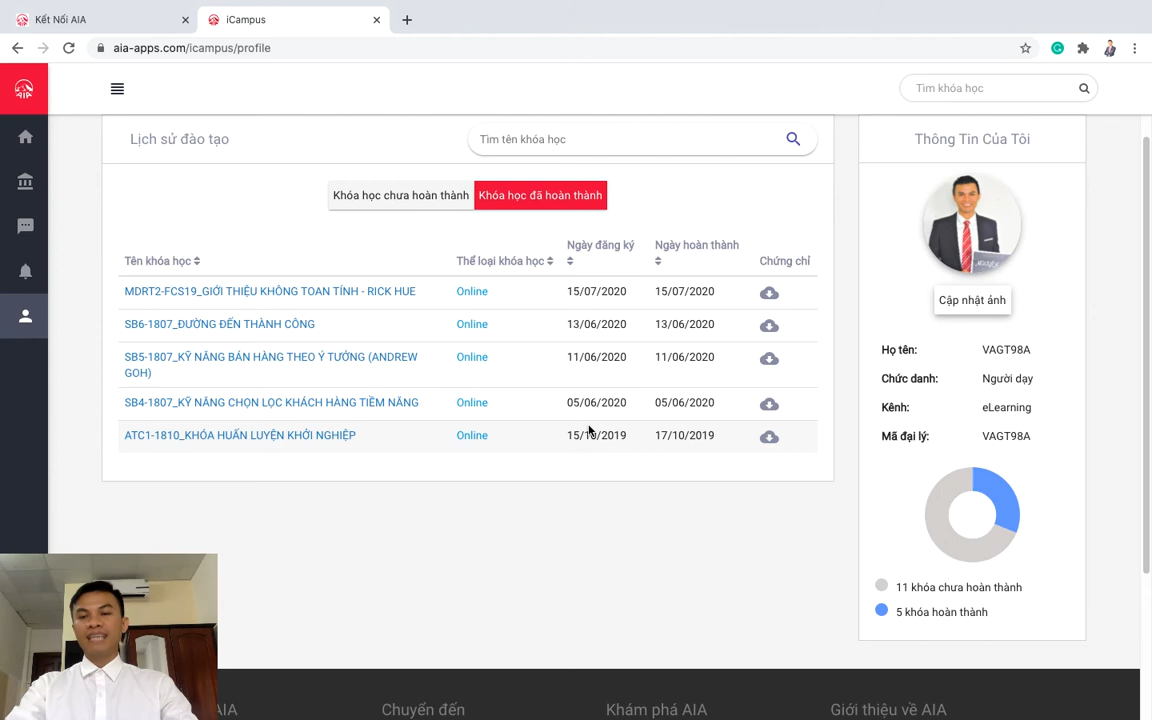 Kết Nối AIA
iCampus
aia-apps.com/icampus/profile
AIA
Tìm khóa học
Lịch sử đào tạo
Tìm tên khóa học
Khóa học chưa hoàn thành
Khóa học đã hoàn thành
Tên khóa học
Thể loại khóa học
Ngày đăng ký
Ngày hoàn thành
Chứng chỉ
MDRT2-FCS19_GIỚI THIỆU KHÔNG TOAN TÍNH - RICK HUE
Online
15/07/2020
15/07/2020
SB6-1807_ĐƯỜNG ĐẾN THÀNH CÔNG
Online
13/06/2020
13/06/2020
SB5-1807_KỸ NĂNG BÁN HÀNG THEO Ý TƯỞNG (ANDREW
GOH)
Online
11/06/2020
11/06/2020
SB4-1807_KỸ NĂNG CHỌN LỌC KHÁCH HÀNG TIỀM NĂNG
Online
05/06/2020
05/06/2020
ATC1-1810_KHÓA HUẤN LUYỆN KHỞI NGHIỆP
Online
15/10/2019
17/10/2019
Thông Tin Của Tôi
Cập nhật ảnh
Họ tên: VAGT98A
Chức danh: Người dạy
Kênh: eLearning
Mã đại lý: VAGT98A
11 khóa chưa hoàn thành
5 khóa hoàn thành
AIA
Chuyển đến
Khám phá AIA
Giới thiệu về AIA